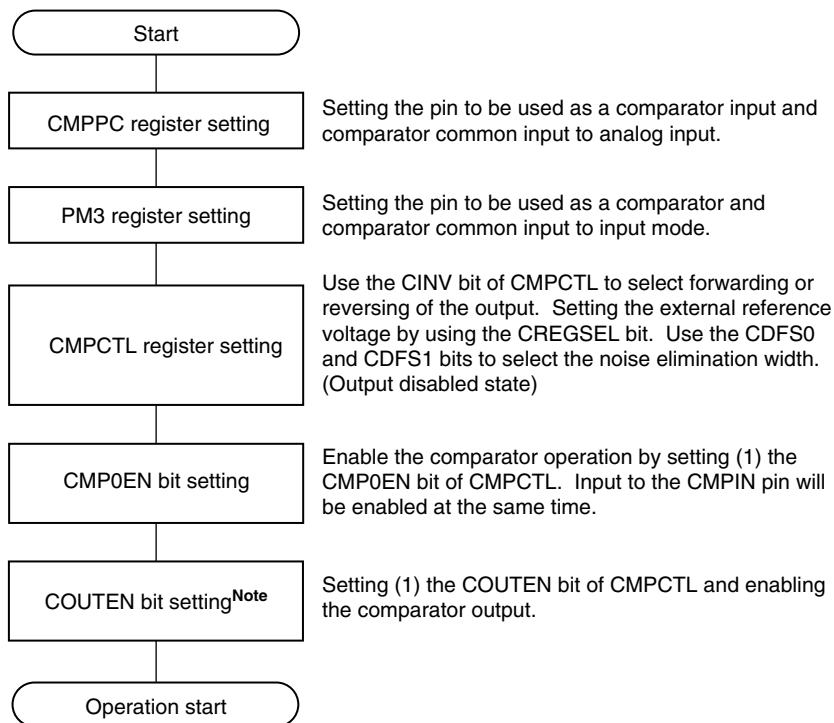 Start
CMPPC register setting
Setting the pin to be used as a comparator input and
comparator common input to analog input.
PM3 register setting
Setting the pin to be used as a comparator and
comparator common input to input mode.
CMPCTL register setting
Use the CINV bit of CMPCTL to select forwarding or
reversing of the output. Setting the external reference
voltage by using the CREGSEL bit. Use the CDFS0
and CDFS1 bits to select the noise elimination width.
(Output disabled state)
CMP0EN bit setting
Enable the comparator operation by setting (1) the
CMP0EN bit of CMPCTL. Input to the CMPIN pin will
be enabled at the same time.
COUTEN bit settingNote
Setting (1) the COUTEN bit of CMPCTL and enabling
the comparator output.
Operation start